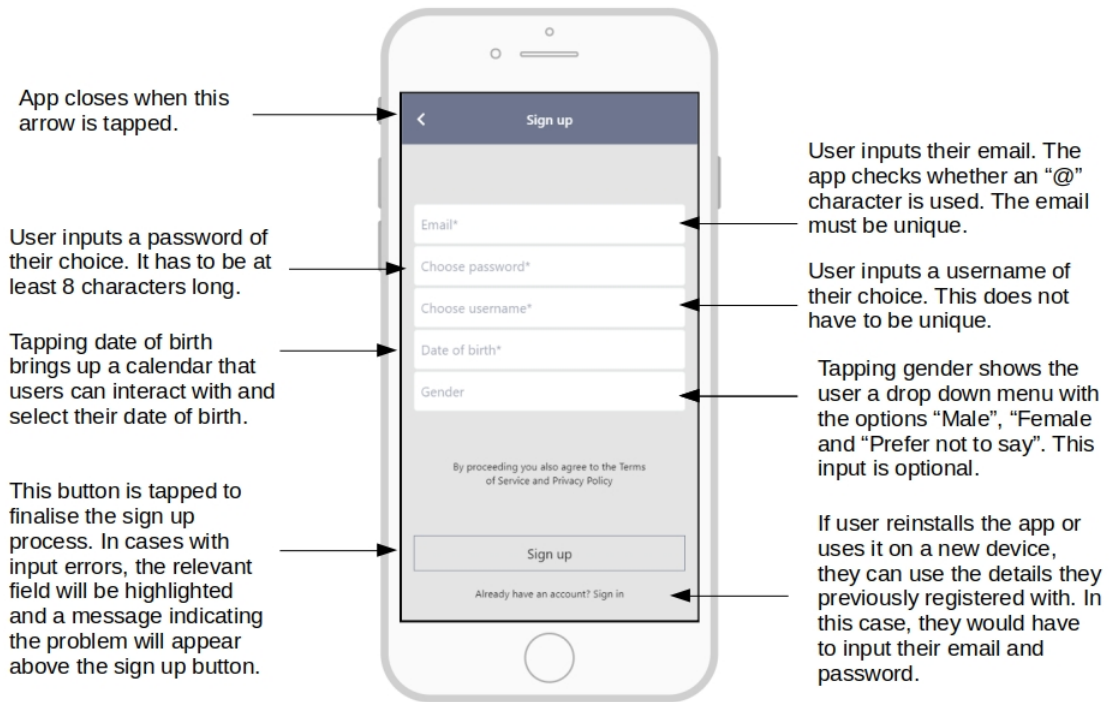 App closes when this
arrow is tapped.
User inputs a password of
their choice. It has to be at
least 8 characters long.
Tapping date of birth
brings up a calendar that
users can interact with and
select their date of birth.
This button is tapped to
finalise the sign up
process. In cases with
input errors, the relevant
field will be highlighted
and a message indicating
the problem will appear
above the sign up button.
Sign up
Email*
Choose password*
Choose username*
Date of birth*
Gender
By proceeding you also agree to the Terms
of Service and Privacy Policy
Sign up
Already have an account? Sign in
User inputs their email. The
app checks whether an “@”
character is used. The email
must be unique.
User inputs a username of
their choice. This does not
have to be unique.
Tapping gender shows the
user a drop down menu with
the options “Male”, “Female
and “Prefer not to say”. This
input is optional.
If user reinstalls the app or
uses it on a new device,
they can use the details they
previously registered with. In
this case, they would have
to input their email and
password.